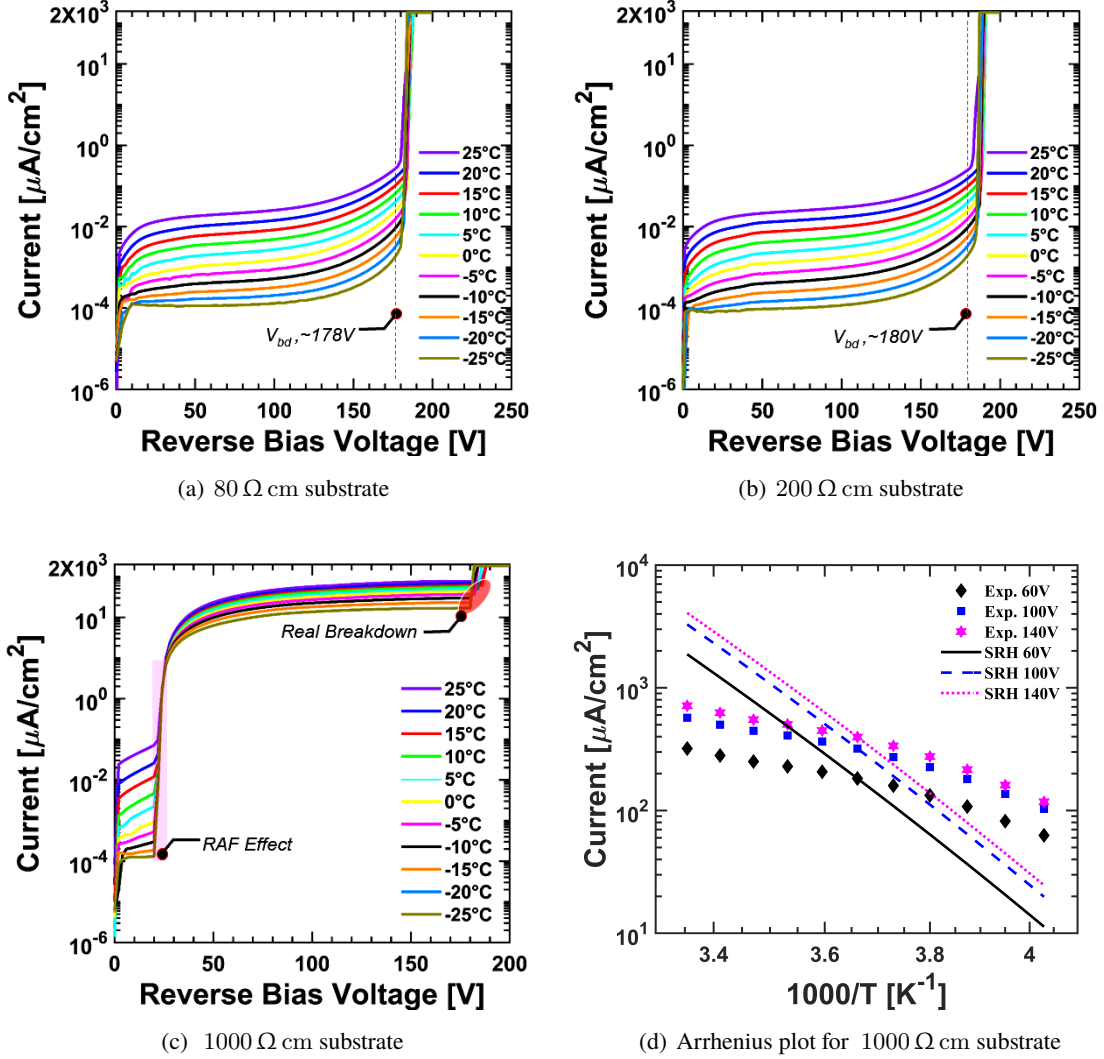 2X10³
10¹
10⁰
10⁻²
10⁻⁴
10⁻⁶
Current [μA/cm²]
25°C
20°C
15°C
10°C
5°C
0°C
-5°C
-10°C
-15°C
-20°C
-25°C
V_bd,~178V
0 50 100 150 200 250
Reverse Bias Voltage [V]
(a) 80 Ω cm substrate
2X10³
10¹
10⁰
10⁻²
10⁻⁴
10⁻⁶
Current [μA/cm²]
25°C
20°C
15°C
10°C
5°C
0°C
-5°C
-10°C
-15°C
-20°C
-25°C
V_bd,~180V
0 50 100 150 200 250
Reverse Bias Voltage [V]
(b) 200 Ω cm substrate
2X10³
10¹
10⁰
10⁻²
10⁻⁴
10⁻⁶
Current [μA/cm²]
Real Breakdown
25°C
20°C
15°C
10°C
5°C
0°C
-5°C
-10°C
-15°C
-20°C
-25°C
RAF Effect
0 50 100 150 200
Reverse Bias Voltage [V]
(c) 1000 Ω cm substrate
10⁴
10³
10²
10¹
Current [μA/cm²]
Exp. 60V
Exp. 100V
Exp. 140V
SRH 60V
SRH 100V
SRH 140V
3.4 3.6 3.8 4
1000/T [K⁻¹]
(d) Arrhenius plot for 1000 Ω cm substrate